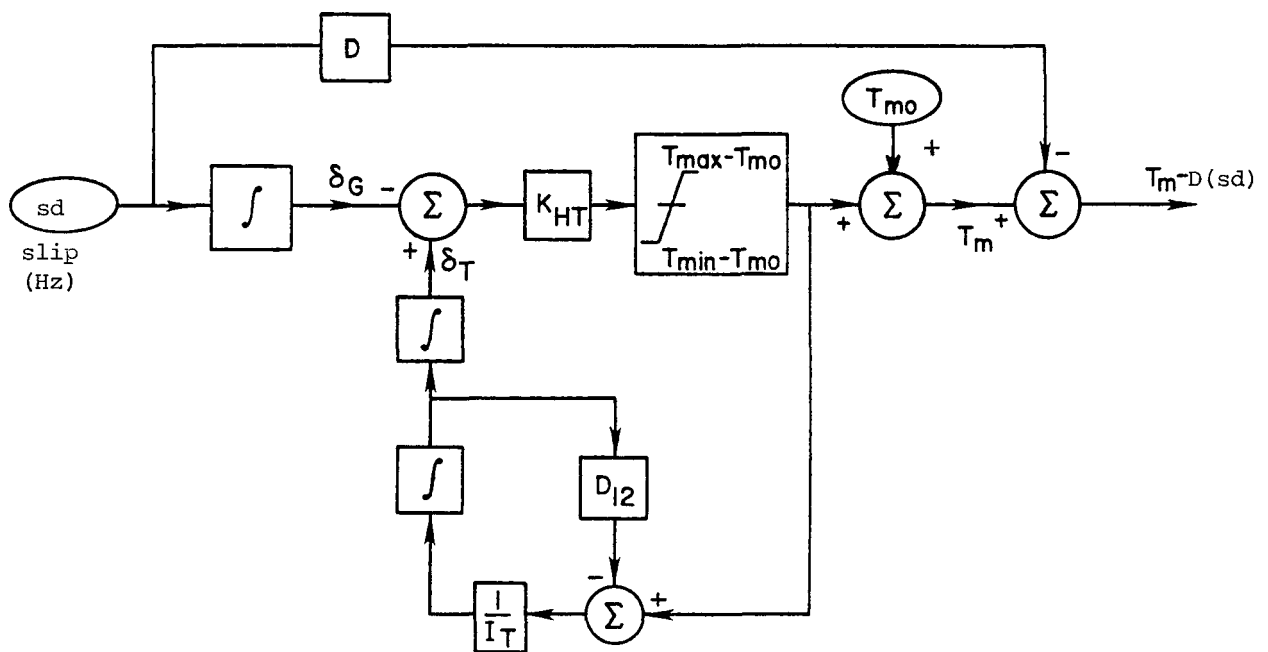 D
T_mo
sd
slip
(Hz)
∫
δ_G
-
Σ
+
δ_T
K_HT
T_max-T_mo
T_min-T_mo
+
+
Σ
T_m
+
-
Σ
T_m-D(sd)
∫
∫
D_12
-
Σ
+
1
I_T